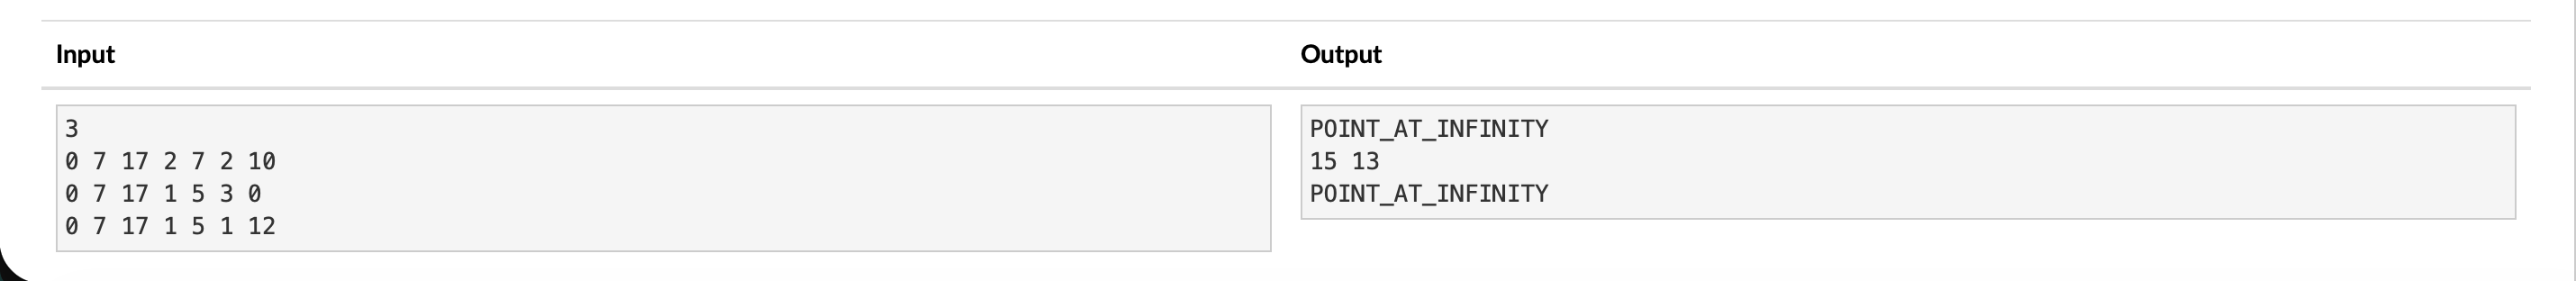 Input
Output
3
0 7 17 2 7 2 10
0 7 17 1 5 3 0
0 7 17 1 5 1 12
POINT_AT_INFINITY
15 13
POINT_AT_INFINITY